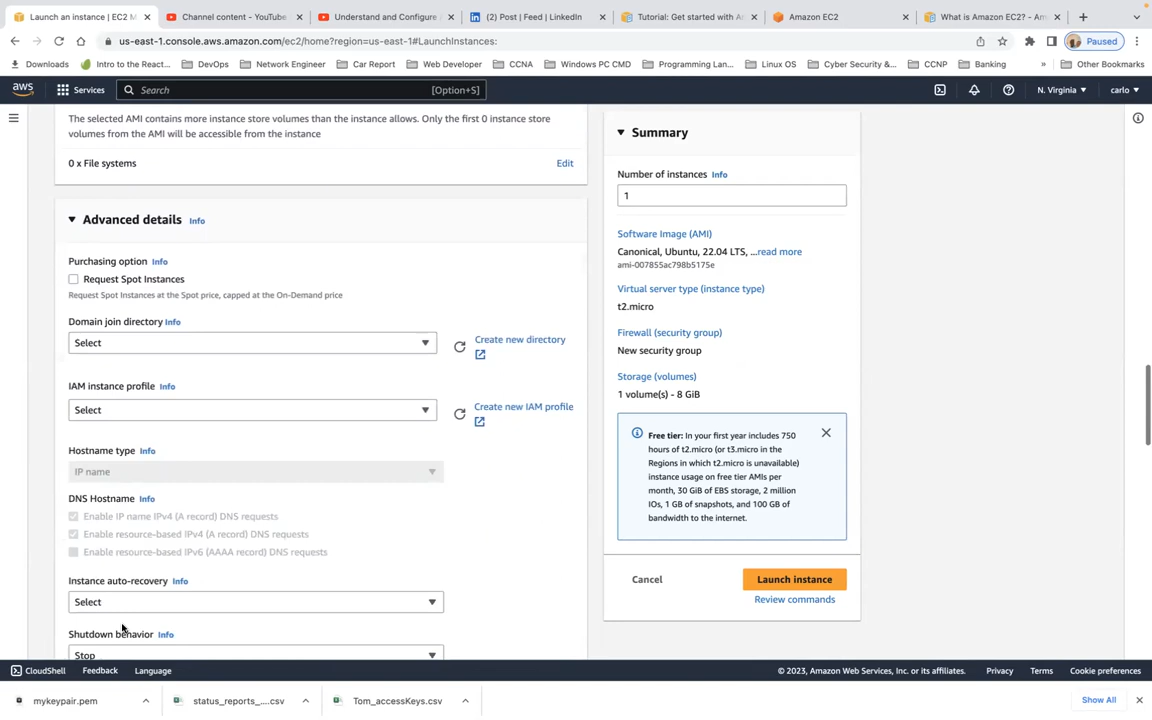 Launch an instance | EC2 M
Channel content - YouTube
Understand and Configure
(2) Post | Feed | LinkedIn
Tutorial: Get started with A
Amazon EC2
What is Amazon EC2? - Am
us-east-1.console.aws.amazon.com/ec2/home?region=us-east-1#LaunchInstances:
Paused
Downloads
Intro to the React...
DevOps
Network Engineer
Car Report
Web Developer
CCNA
Windows PC CMD
Programming Lan...
Linux OS
Cyber Security &...
CCNP
Banking
»
Other Bookmarks
aws
Services
Search
[Option+S]
N. Virginia
carlo
The selected AMI contains more instance store volumes than the instance allows. Only the first 0 instance store
volumes from the AMI will be accessible from the instance
0 x File systems
Edit
Advanced details Info
Purchasing option Info
Request Spot Instances
Request Spot Instances at the Spot price, capped at the On-Demand price
Domain join directory Info
Select
Create new directory
IAM instance profile Info
Select
Create new IAM profile
Hostname type Info
IP name
DNS Hostname Info
Enable IP name IPv4 (A record) DNS requests
Enable resource-based IPv4 (A record) DNS requests
Enable resource-based IPv6 (AAAA record) DNS requests
Instance auto-recovery Info
Select
Shutdown behavior Info
Stop
Summary
Number of instances Info
1
Software Image (AMI)
Canonical, Ubuntu, 22.04 LTS, ...read more
ami-007855ac798b5175e
Virtual server type (instance type)
t2.micro
Firewall (security group)
New security group
Storage (volumes)
1 volume(s) - 8 GiB
Free tier: In your first year includes 750
hours of t2.micro (or t3.micro in the
Regions in which t2.micro is unavailable)
instance usage on free tier AMIs per
month, 30 GiB of EBS storage, 2 million
IOs, 1 GB of snapshots, and 100 GB of
bandwidth to the internet.
Cancel
Launch instance
Review commands
CloudShell
Feedback
Language
© 2023, Amazon Web Services, Inc. or its affiliates.
Privacy
Terms
Cookie preferences
mykeypair.pem
status_reports_....csv
Tom_accessKeys.csv
Show All